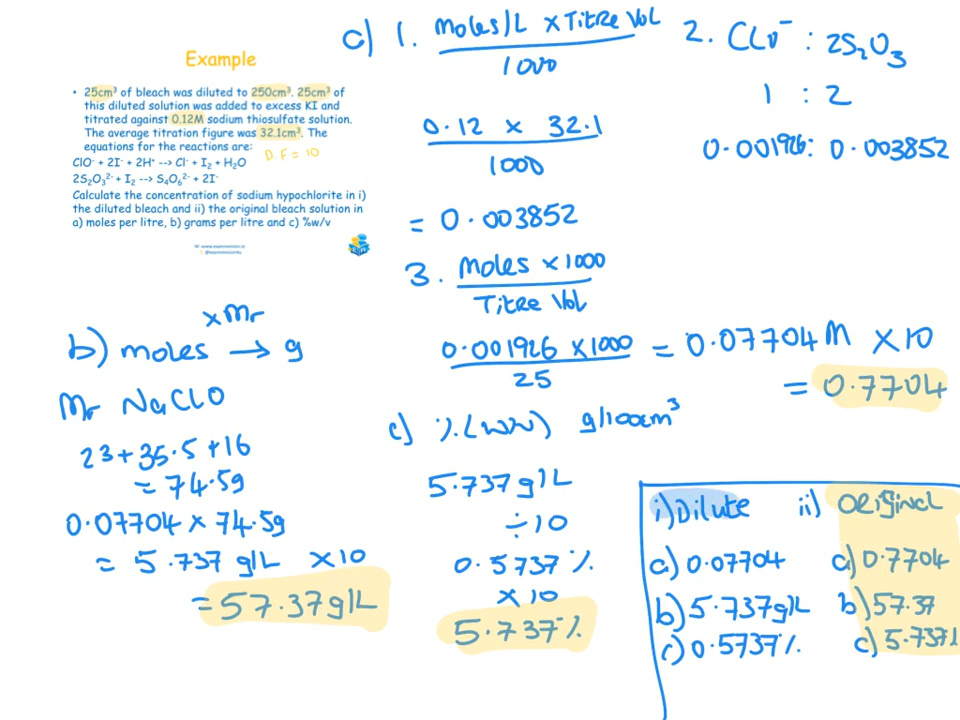 Example
• 25cm³ of bleach was diluted to 250cm³. 25cm³ of
this diluted solution was added to excess KI and
titrated against 0.12M sodium thiosulfate solution.
The average titration figure was 32.1cm³. The
equations for the reactions are:
D.F = 10
ClO⁻ + 2I⁻ + 2H⁺ --> Cl⁻ + I₂ + H₂O
2S₂O₃²⁻ + I₂ --> S₄O₆²⁻ + 2I⁻
Calculate the concentration of sodium hypochlorite in i)
the diluted bleach and ii) the original bleach solution in
a) moles per litre, b) grams per litre and c) %w/v
a) 1. Moles/L × Titre Vol
1000
0.12 × 32.1
1000
= 0.003852
2. ClO⁻ : 2S₂O₃
1 : 2
0.001926 : 0.003852
3. Moles × 1000
Titre Vol
0.001926 × 1000
25
= 0.07704M × 10
= 0.7704
b) moles → g
× Mr
Mr NaClO
23 + 35.5 + 16
= 74.5g
0.07704 × 74.5g
= 5.737 g/L × 10
= 57.37g/L
c) %(w/v) g/100cm³
5.737g/L
÷ 10
0.5737%
× 10
5.737%
i) Dilute ii) Original
a) 0.07704 a) 0.7704
b) 5.737g/L b) 57.37
c) 0.5737% c) 5.737%